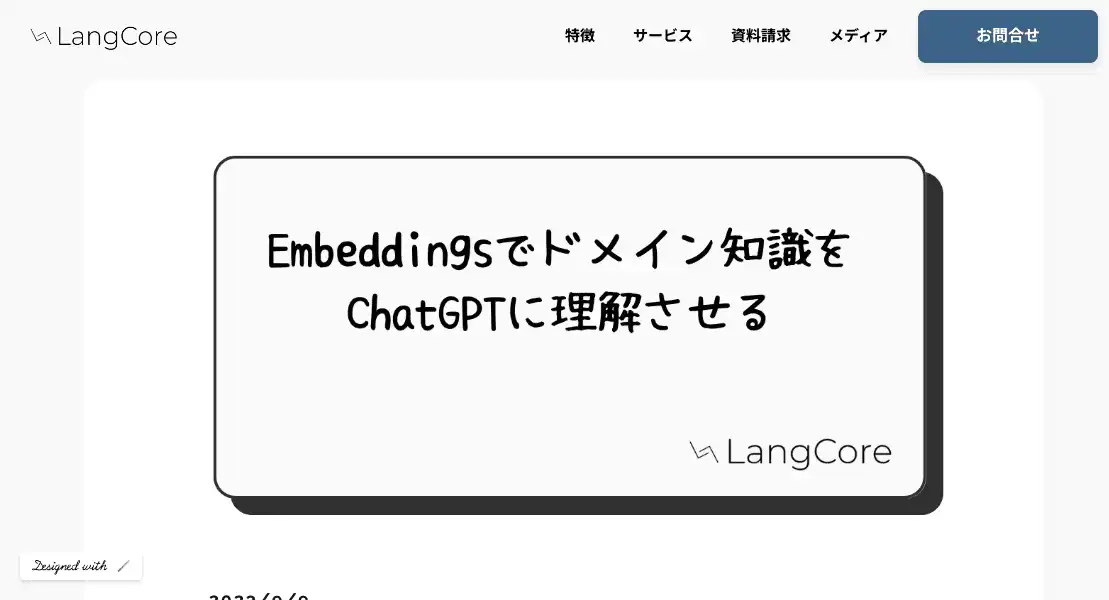 LangCore
特徴
サービス
資料請求
メディア
お問合せ
Embeddingsでドメイン知識を
ChatGPTに理解させる
LangCore
Designed with